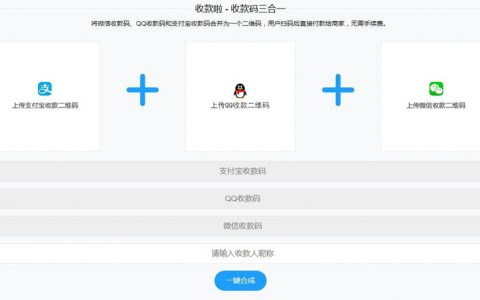 收款啦 - 收款码三合一
将微信收款码、QQ收款码和支付宝收款码合并为一个二维码，用户扫码后直接付款给商家，无需手续费。
上传支付宝收款二维码
上传QQ收款二维码
上传微信收款二维码
支付宝收款码
QQ收款码
微信收款码
请输入收款人昵称
一键合成